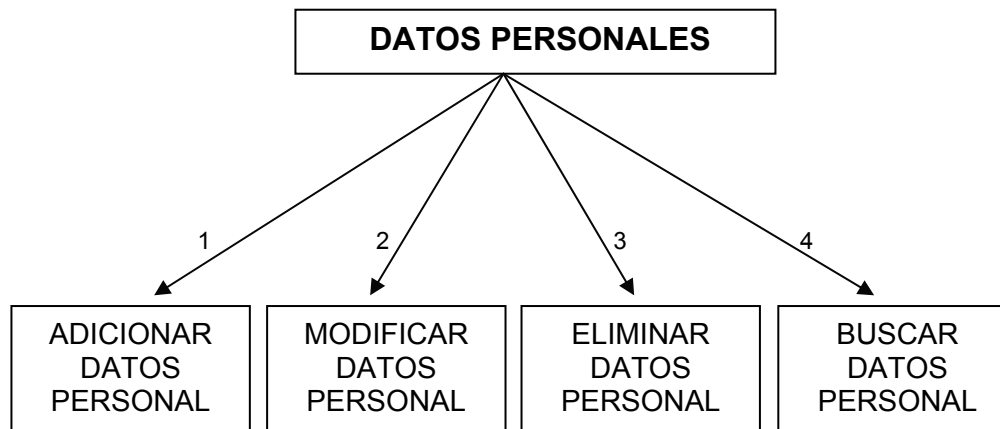 DATOS PERSONALES
1
2
3
4
ADICIONAR
DATOS
PERSONAL
MODIFICAR
DATOS
PERSONAL
ELIMINAR
DATOS
PERSONAL
BUSCAR
DATOS
PERSONAL